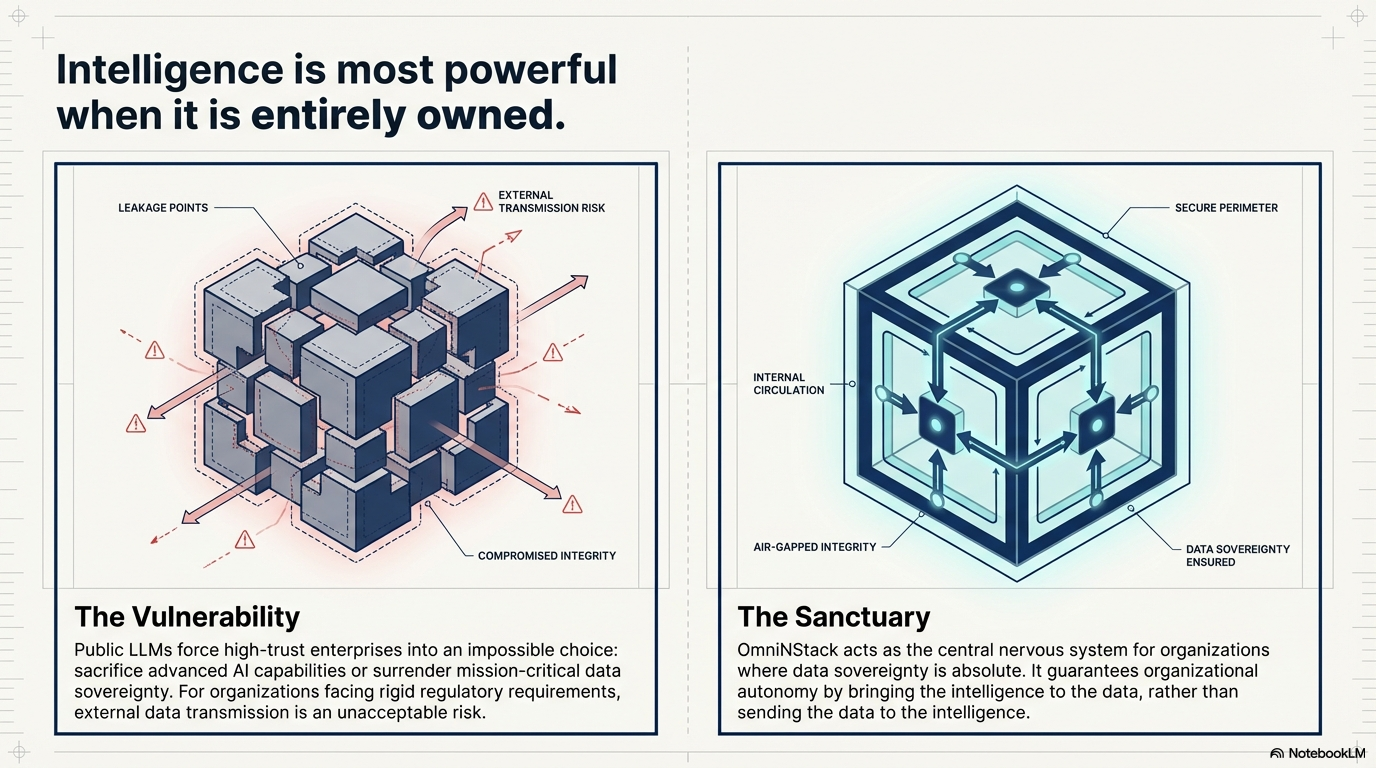 Intelligence is most powerful
when it is entirely owned.
LEAKAGE POINTS
EXTERNAL
TRANSMISSION RISK
COMPROMISED INTEGRITY
The Vulnerability
Public LLMs force high-trust enterprises into an impossible choice:
sacrifice advanced AI capabilities or surrender mission-critical data
sovereignty. For organizations facing rigid regulatory requirements,
external data transmission is an unacceptable risk.
SECURE PERIMETER
INTERNAL
CIRCULATION
AIR-GAPPED INTEGRITY
DATA SOVEREIGNTY
ENSURED
The Sanctuary
OmniNStack acts as the central nervous system for organizations
where data sovereignty is absolute. It guarantees organizational
autonomy by bringing the intelligence to the data, rather than
sending the data to the intelligence.
NotebookLM